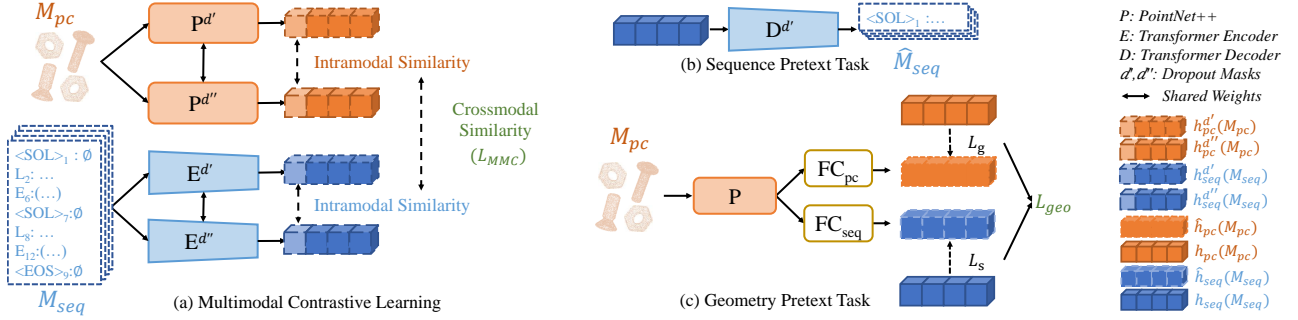 M_pc
P^d'
Intramodal Similarity
P^d''
Crossmodal
Similarity
(L_MMC)
<SOL>_1 : ∅
L_2: ...
E_6:(...)
<SOL>_7:∅
L_8: ...
E_12:(...)
<EOS>_9:∅
M_seq
E^d'
Intramodal Similarity
E^d''
(a) Multimodal Contrastive Learning
D^d'
<SOL>_1 :...
M̂_seq
(b) Sequence Pretext Task
M_pc
P
FC_pc
FC_seq
L_g
L_s
L_geo
(c) Geometry Pretext Task
P: PointNet++
E: Transformer Encoder
D: Transformer Decoder
d',d'': Dropout Masks
Shared Weights
h_pc^d'(M_pc)
h_pc^d''(M_pc)
h_seq^d'(M_seq)
h_seq^d''(M_seq)
ĥ_pc(M_pc)
h_pc(M_pc)
ĥ_seq(M_seq)
h_seq(M_seq)